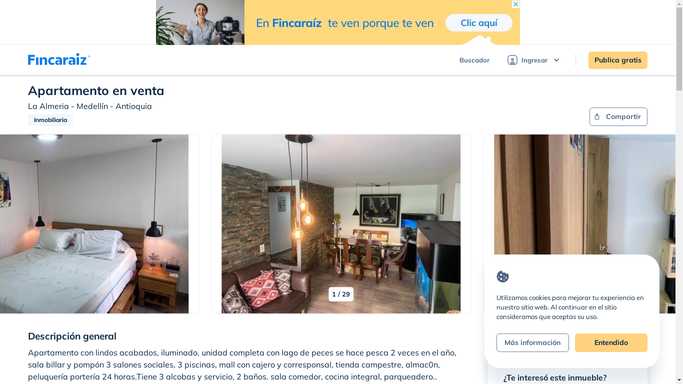 En Fincaraíz te ven porque te ven
Clic aquí
Fincaraíz
Buscador
Ingresar
Publica gratis
Apartamento en venta
La Almeria - Medellín - Antioquia
Inmobiliaria
Compartir
1 / 29
Utilizamos cookies para mejorar tu experiencia en
nuestro sitio web. Al continuar en el sitio
consideramos que aceptas su uso.
Más información
Entendido
Descripción general
Apartamento con lindos acabados, iluminado, unidad completa con lago de peces se hace pesca 2 veces en el año,
sala billar y pompón 3 salones sociales, 3 piscinas, mall con cajero y corresponsal, tienda campestre, almac0n,
peluquería portería 24 horas.Tiene 3 alcobas y servicio, 2 baños, sala comedor, cocina integral, parqueadero..
¿Te interesó este inmueble?